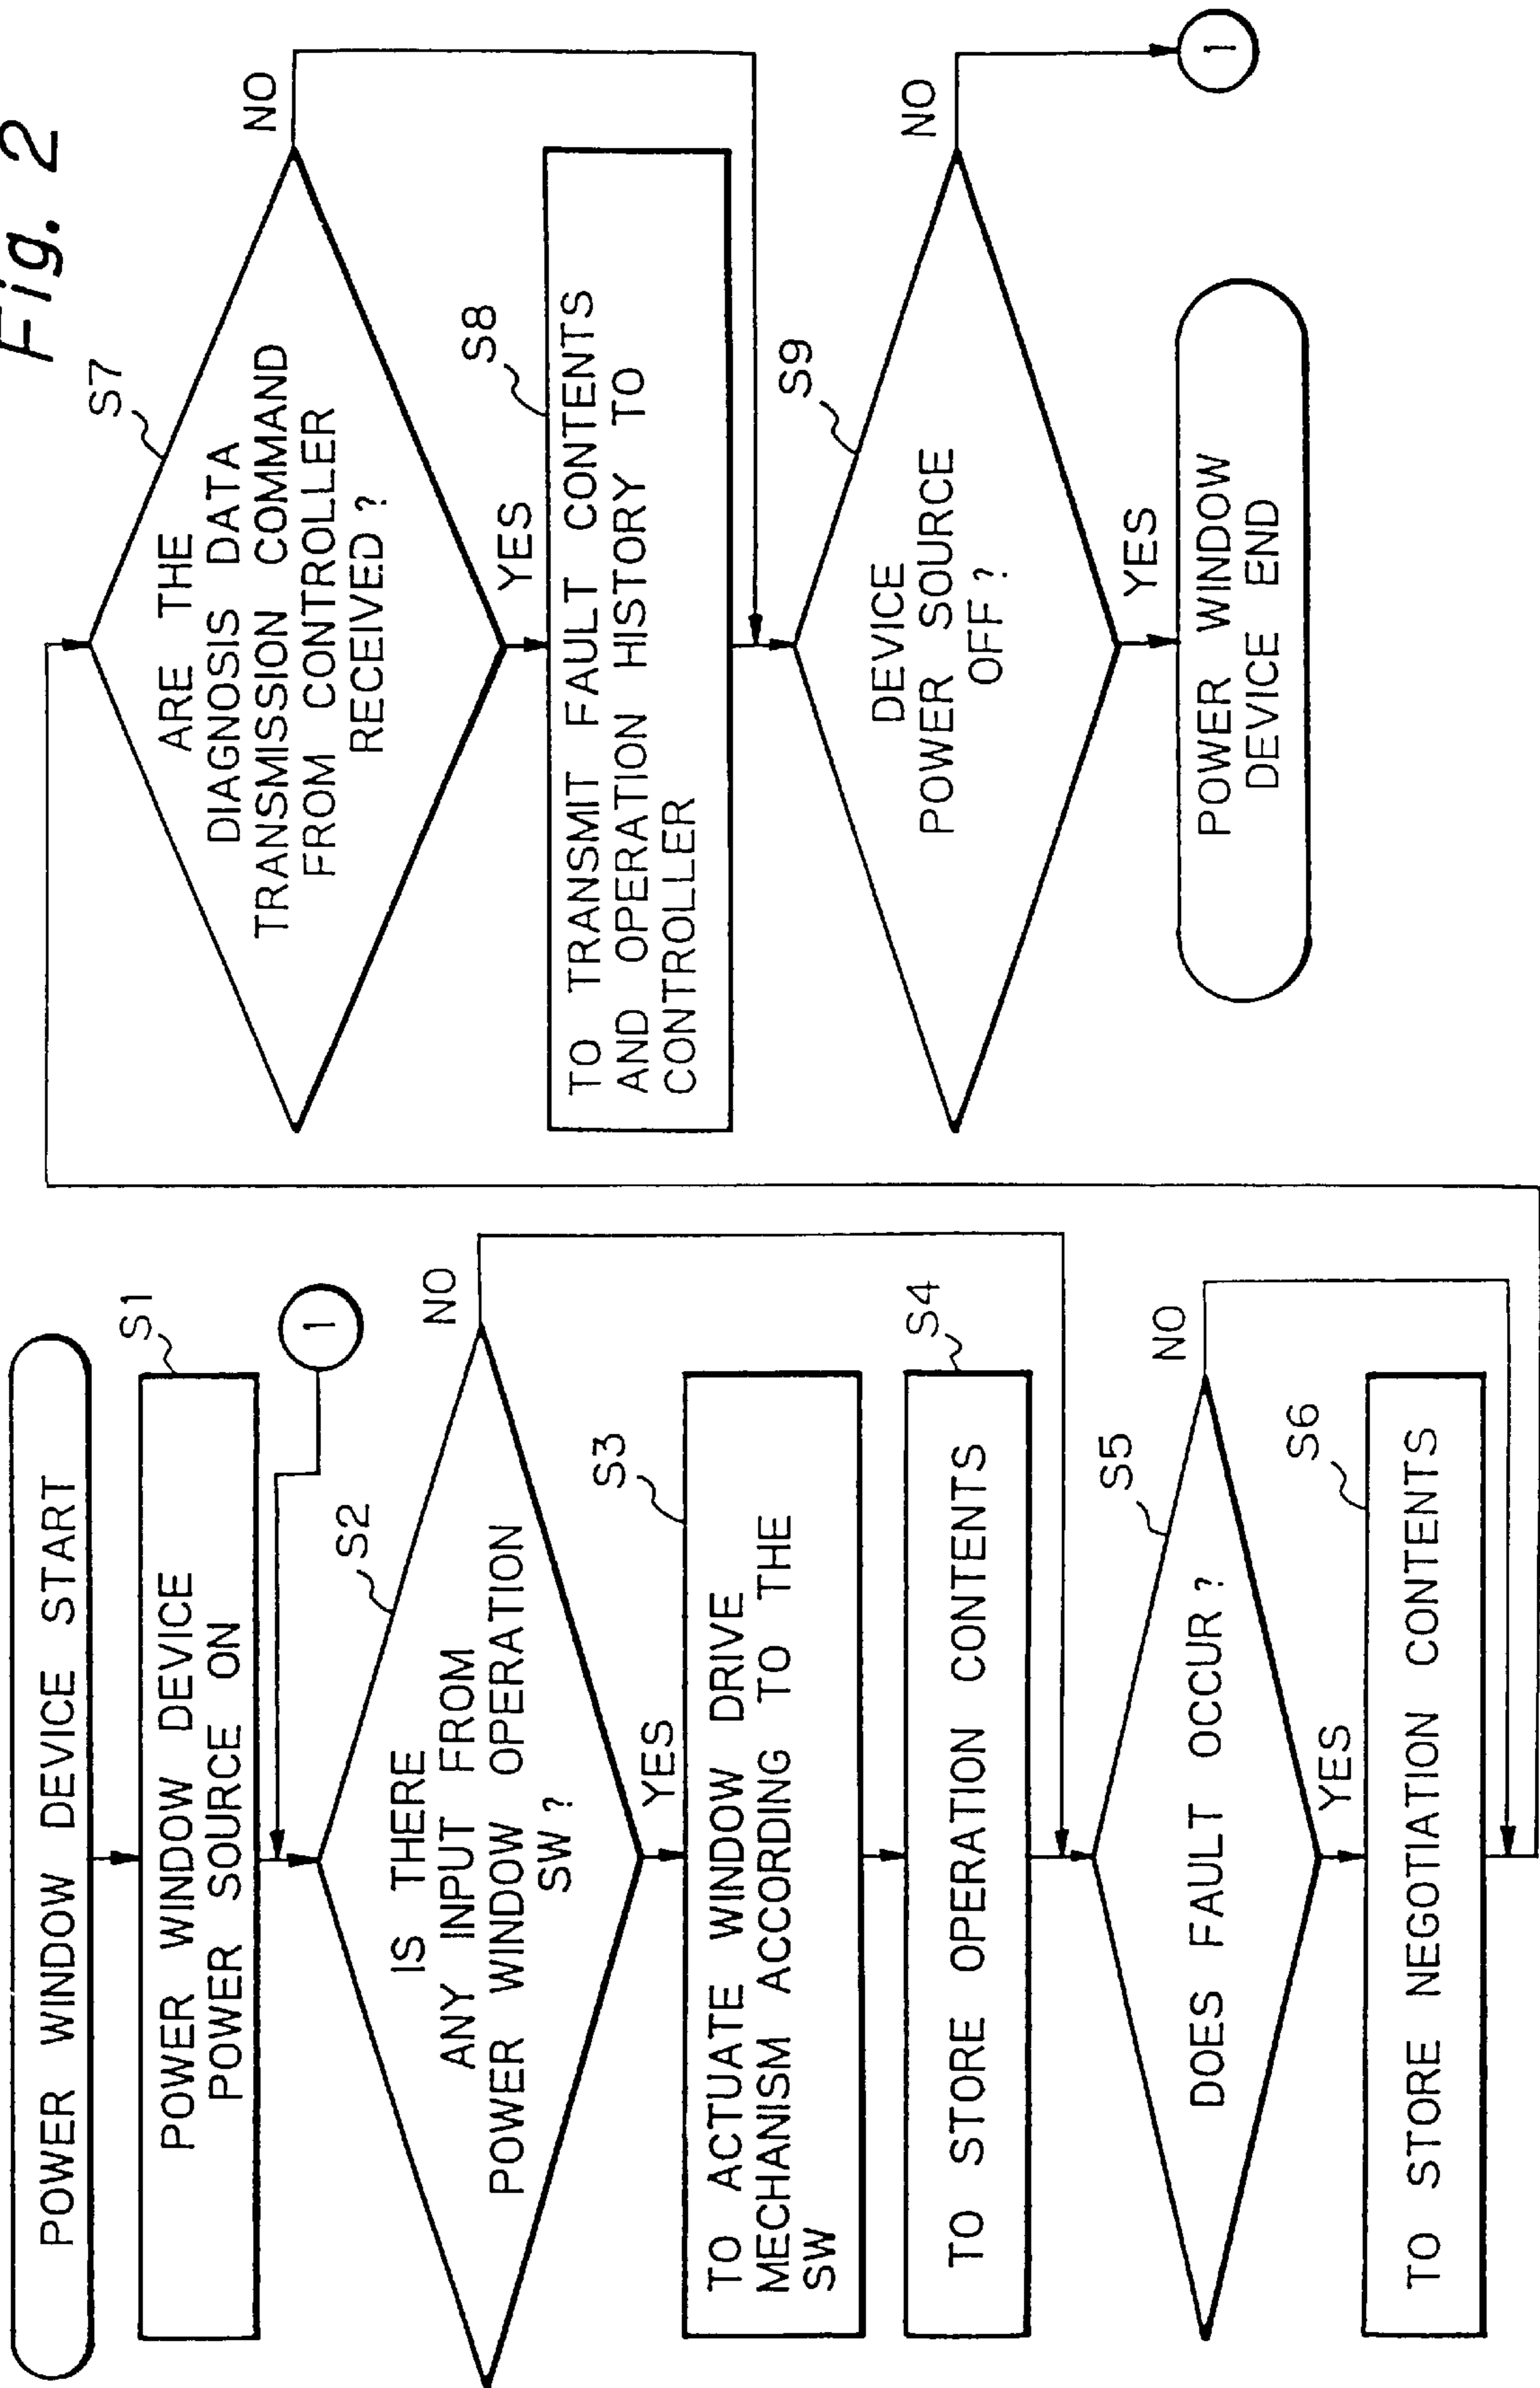 Fig. 2
POWER WINDOW DEVICE START
S1
POWER WINDOW DEVICE
POWER SOURCE ON
1
S2
IS THERE
ANY INPUT FROM
POWER WINDOW OPERATION
SW ?
NO
YES
S3
TO ACTUATE WINDOW DRIVE
MECHANISM ACCORDING TO THE
SW
S4
TO STORE OPERATION CONTENTS
S5
DOES FAULT OCCUR ?
NO
YES
S6
TO STORE NEGOTIATION CONTENTS
S7
ARE THE
DIAGNOSIS DATA
TRANSMISSION COMMAND
FROM CONTROLLER
RECEIVED ?
NO
YES
S8
TO TRANSMIT FAULT CONTENTS
AND OPERATION HISTORY TO
CONTROLLER
S9
DEVICE
POWER SOURCE
OFF ?
NO
1
YES
POWER WINDOW
DEVICE END